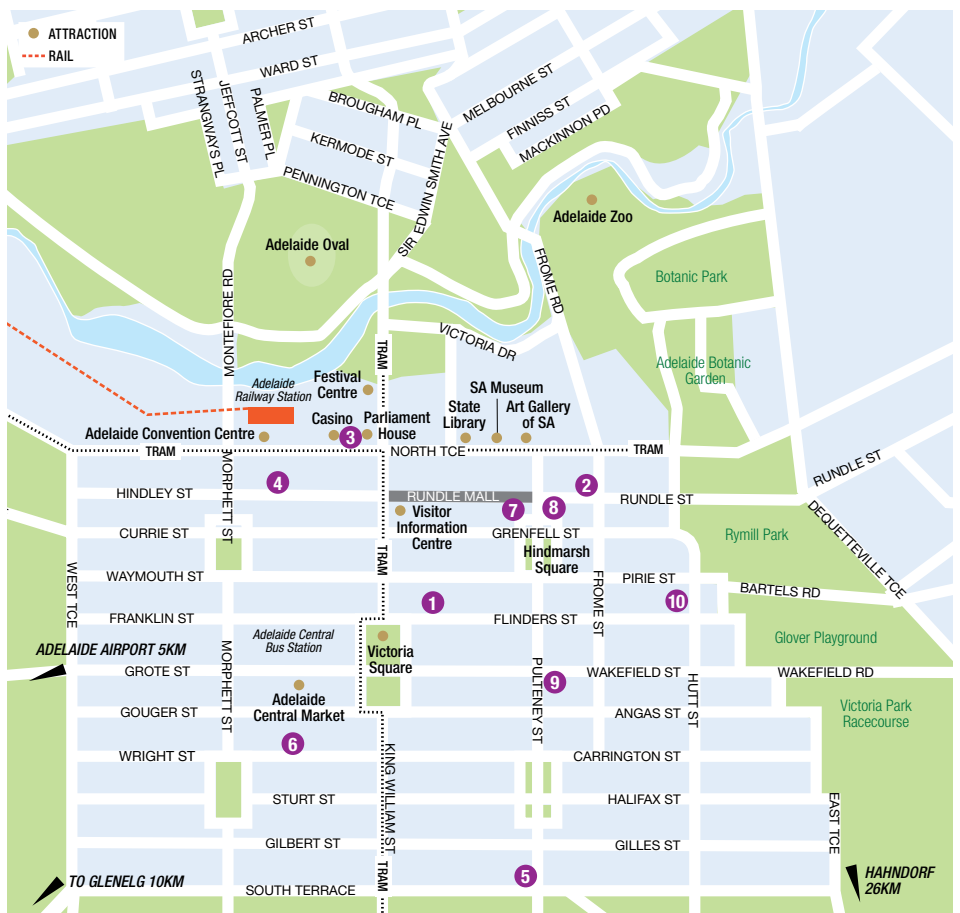 ATTRACTION
RAIL
ARCHER ST
WARD ST
STRANGWAYS PL
JEFFCOTT ST
PALMER PL
BROUGHAM PL
KERMODE ST
PENNINGTON TCE
MELBOURNE ST
FINNISS ST
MACKINNON PD
SIR EDWIN SMITH AVE
Adelaide Zoo
Adelaide Oval
MONTEFIORE RD
FROME RD
Botanic Park
VICTORIA DR
TRAM
Adelaide Botanic
Garden
Adelaide
Railway Station
Festival
Centre
SA Museum
Casino
Parliament
House
State
Library
Art Gallery
of SA
Adelaide Convention Centre
3
TRAM
NORTH TCE
TRAM
RUNDLE ST
MORPHETT ST
4
2
HINDLEY ST
RUNDLE MALL
RUNDLE ST
7
8
Visitor
Information
Centre
DEQUETTEVILLE TCE
CURRIE ST
GRENFELL ST
Rymill Park
Hindmarsh
Square
TRAM
WEST TCE
WAYMOUTH ST
FROME ST
PIRIE ST
BARTELS RD
1
10
FRANKLIN ST
FLINDERS ST
Adelaide Central
Bus Station
Victoria
Square
Glover Playground
ADELAIDE AIRPORT 5KM
MORPHETT ST
GROTE ST
PULTENEY ST
WAKEFIELD ST
WAKEFIELD RD
9
HUTT ST
Adelaide
Central Market
GOUGER ST
ANGAS ST
Victoria Park
Racecourse
6
WRIGHT ST
KING WILLIAM ST
CARRINGTON ST
STURT ST
HALIFAX ST
EAST TCE
GILBERT ST
GILLES ST
TO GLENELG 10KM
SOUTH TERRACE
TRAM
5
HAHNDORF
26KM